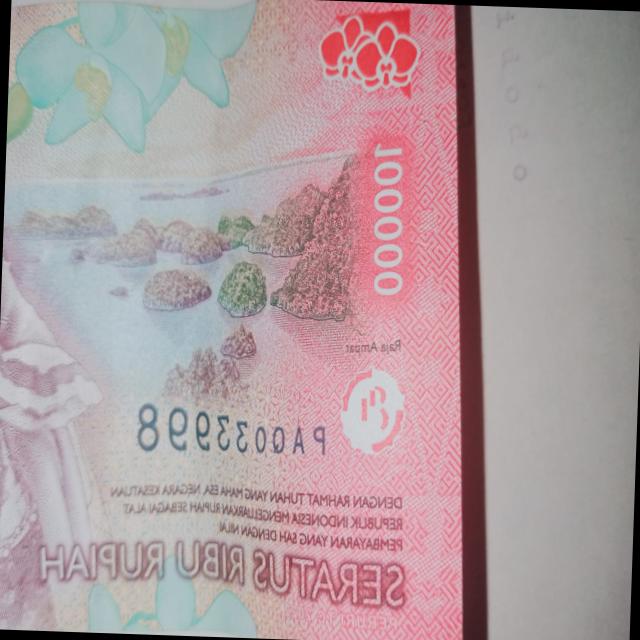 100000
Raja Ampat
PAQ033998
DENGAN RAHMAT TUHAN YANG MAHA ESA, NEGARA KESATUAN
REPUBLIK INDONESIA MENGELUARKAN RUPIAH SEBAGAI ALAT
PEMBAYARAN YANG SAH DENGAN NILAI
SERATUS RIBU RUPIAH